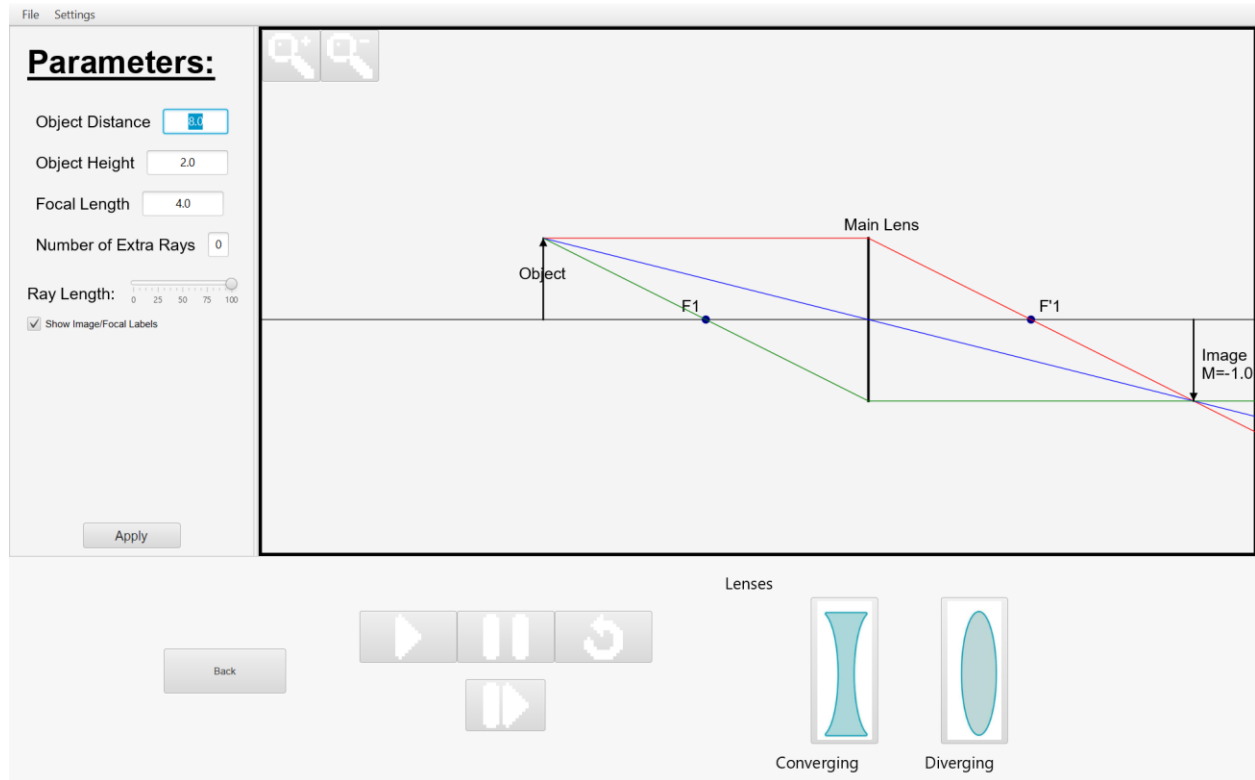 File Settings
Parameters:
Object Distance 8.0
Object Height 2.0
Focal Length 4.0
Number of Extra Rays 0
Ray Length:
0 25 50 75 100
Show Image/Focal Labels
Apply
Main Lens
Object
F1
F'1
Image
M=-1.0
Lenses
Back
Converging
Diverging